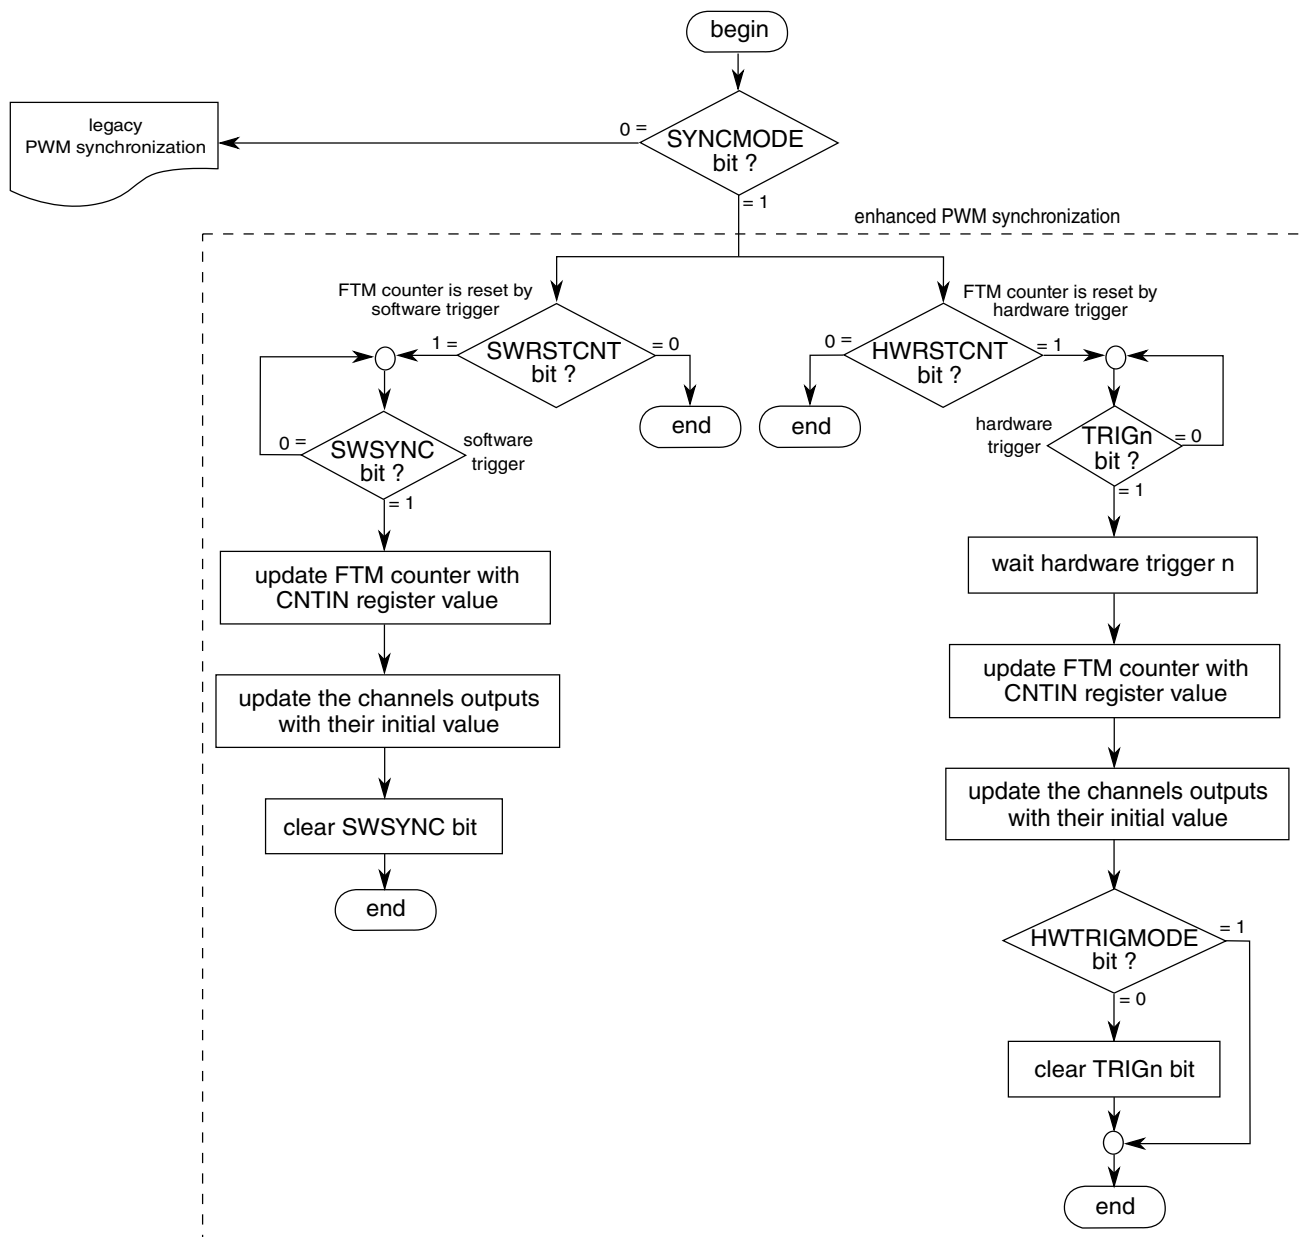 begin
legacy
PWM synchronization
0 =
SYNCMODE
bit ?
= 1
enhanced PWM synchronization
FTM counter is reset by
software trigger
FTM counter is reset by
hardware trigger
1 =
SWRSTCNT
bit ?
= 0
0 =
HWRSTCNT
bit ?
= 1
end
end
0 =
SWSYNC
bit ?
software
trigger
= 1
hardware
trigger
TRIGn
bit ?
= 0
= 1
update FTM counter with
CNTIN register value
wait hardware trigger n
update the channels outputs
with their initial value
update FTM counter with
CNTIN register value
clear SWSYNC bit
update the channels outputs
with their initial value
end
HWTRIGMODE
bit ?
= 1
= 0
clear TRIGn bit
end